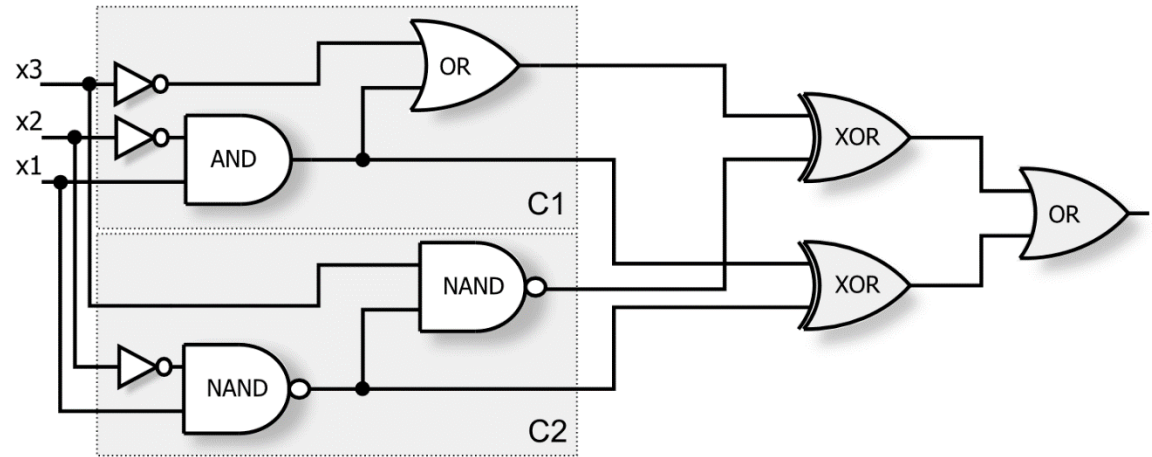 x3
x2
x1
OR
AND
C1
XOR
OR
XOR
NAND
NAND
C2